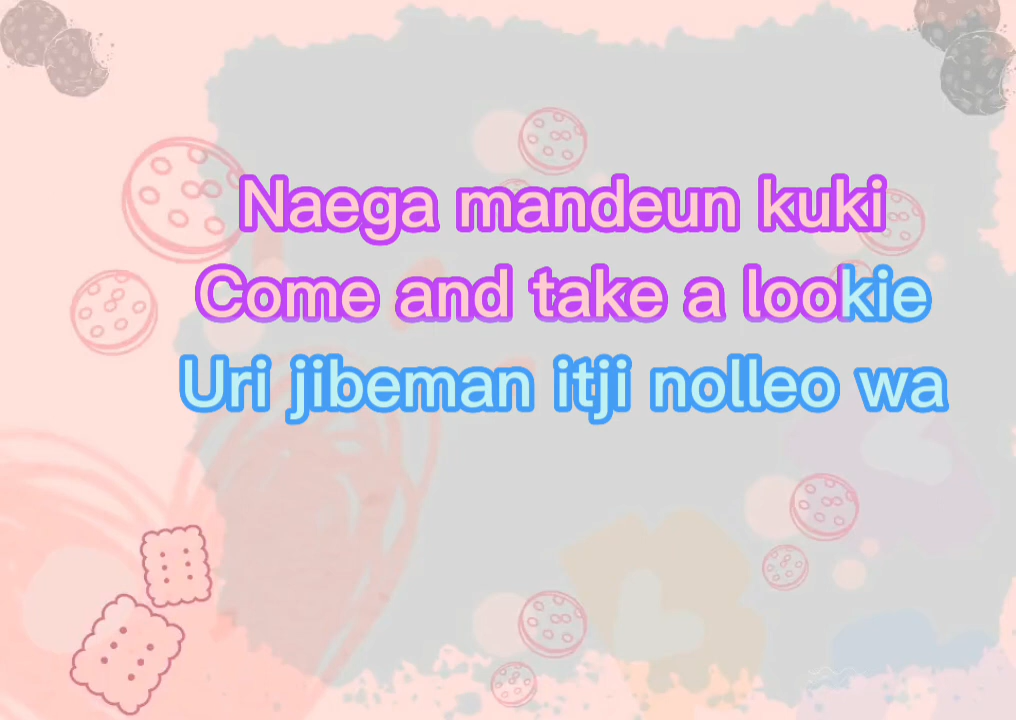 Naega mandeun kuki
Come and take a lookie
Uri jibeman itji nolleo wa